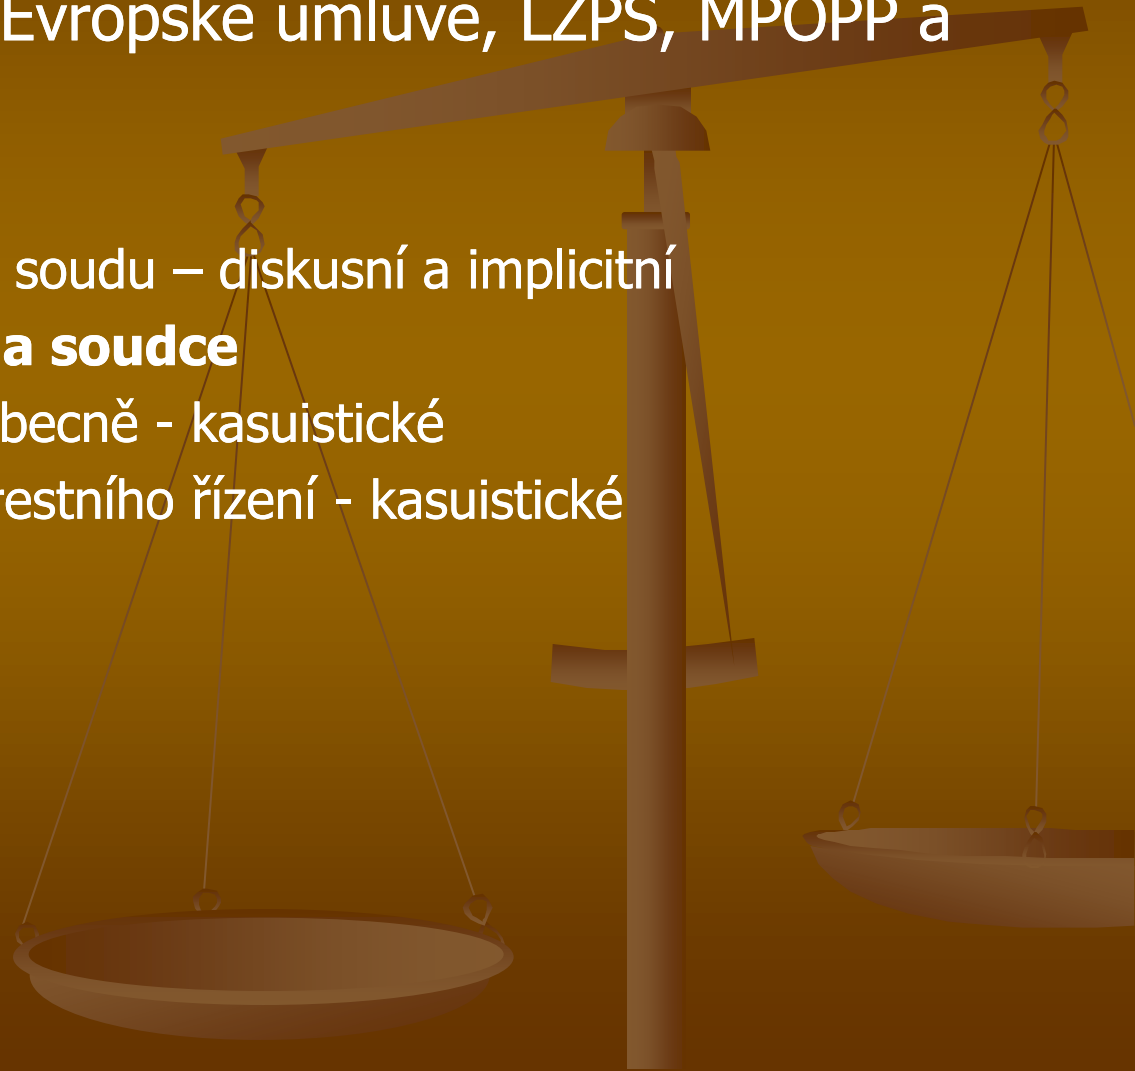 Evropské úmluvě, LZPS, MPOPP a
soudu – diskusní a implicitní
a soudce
becně - kasuistické
restního řízení - kasuistické